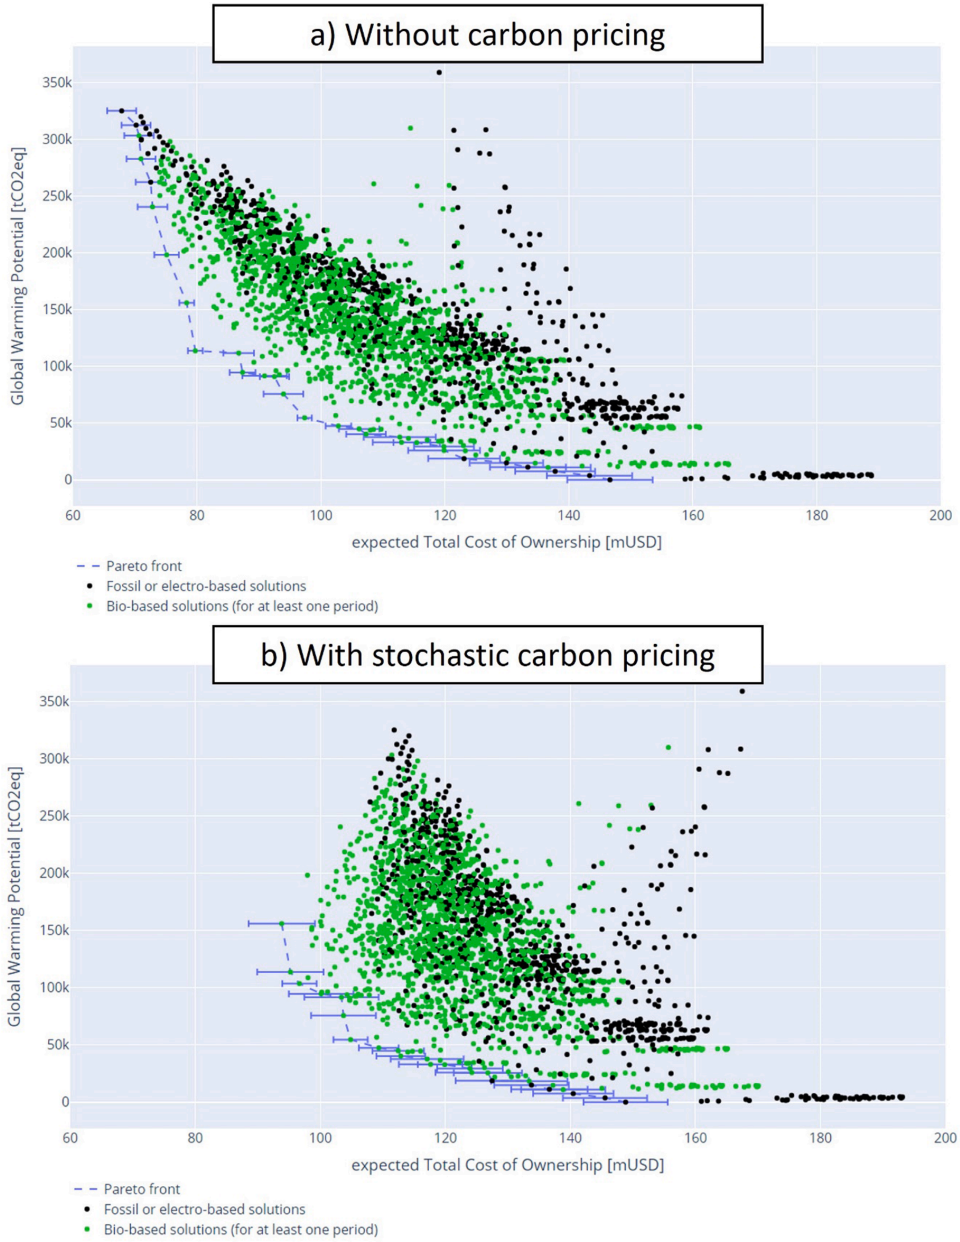 a) Without carbon pricing
350k
300k
250k
200k
150k
100k
50k
0
Global Warming Potential [tCO2eq]
60 80 100 120 140 160 180 200
expected Total Cost of Ownership [mUSD]
Pareto front
Fossil or electro-based solutions
Bio-based solutions (for at least one period)
b) With stochastic carbon pricing
350k
300k
250k
200k
150k
100k
50k
0
Global Warming Potential [tCO2eq]
60 80 100 120 140 160 180 200
expected Total Cost of Ownership [mUSD]
Pareto front
Fossil or electro-based solutions
Bio-based solutions (for at least one period)